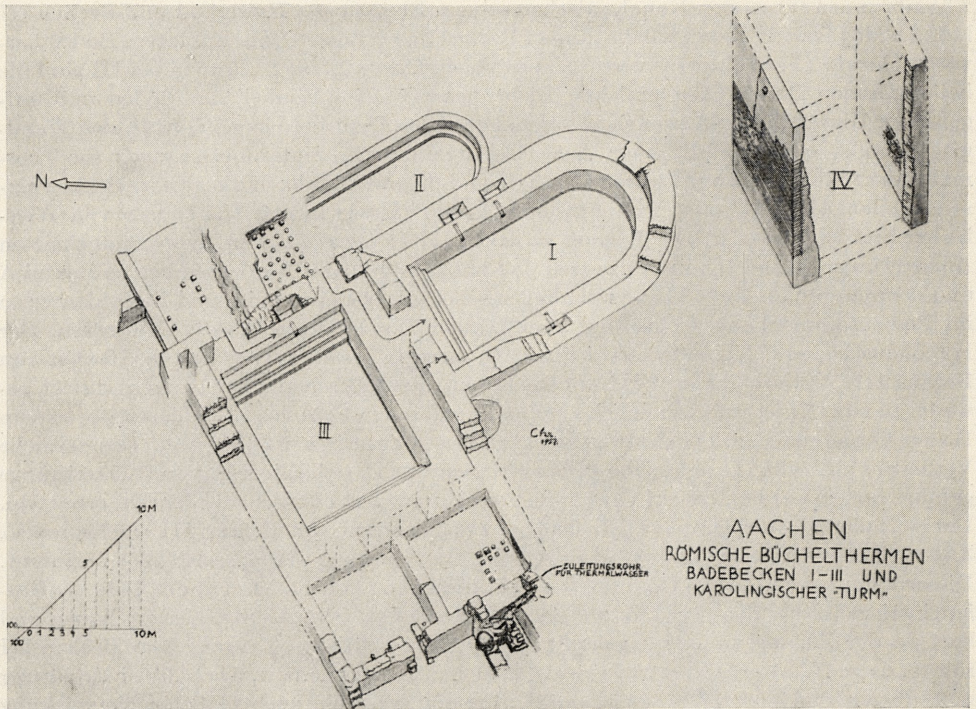 N
II
I
IV
III
10M
5
0 1 2 3 4 5
10M
100
ZULEITUNGSROHR
FÜR THERMALWASSER
AACHEN
RÖMISCHE BÜCHELTHERMEN
BADEBECKEN I-III UND
KAROLINGISCHER "TURM"